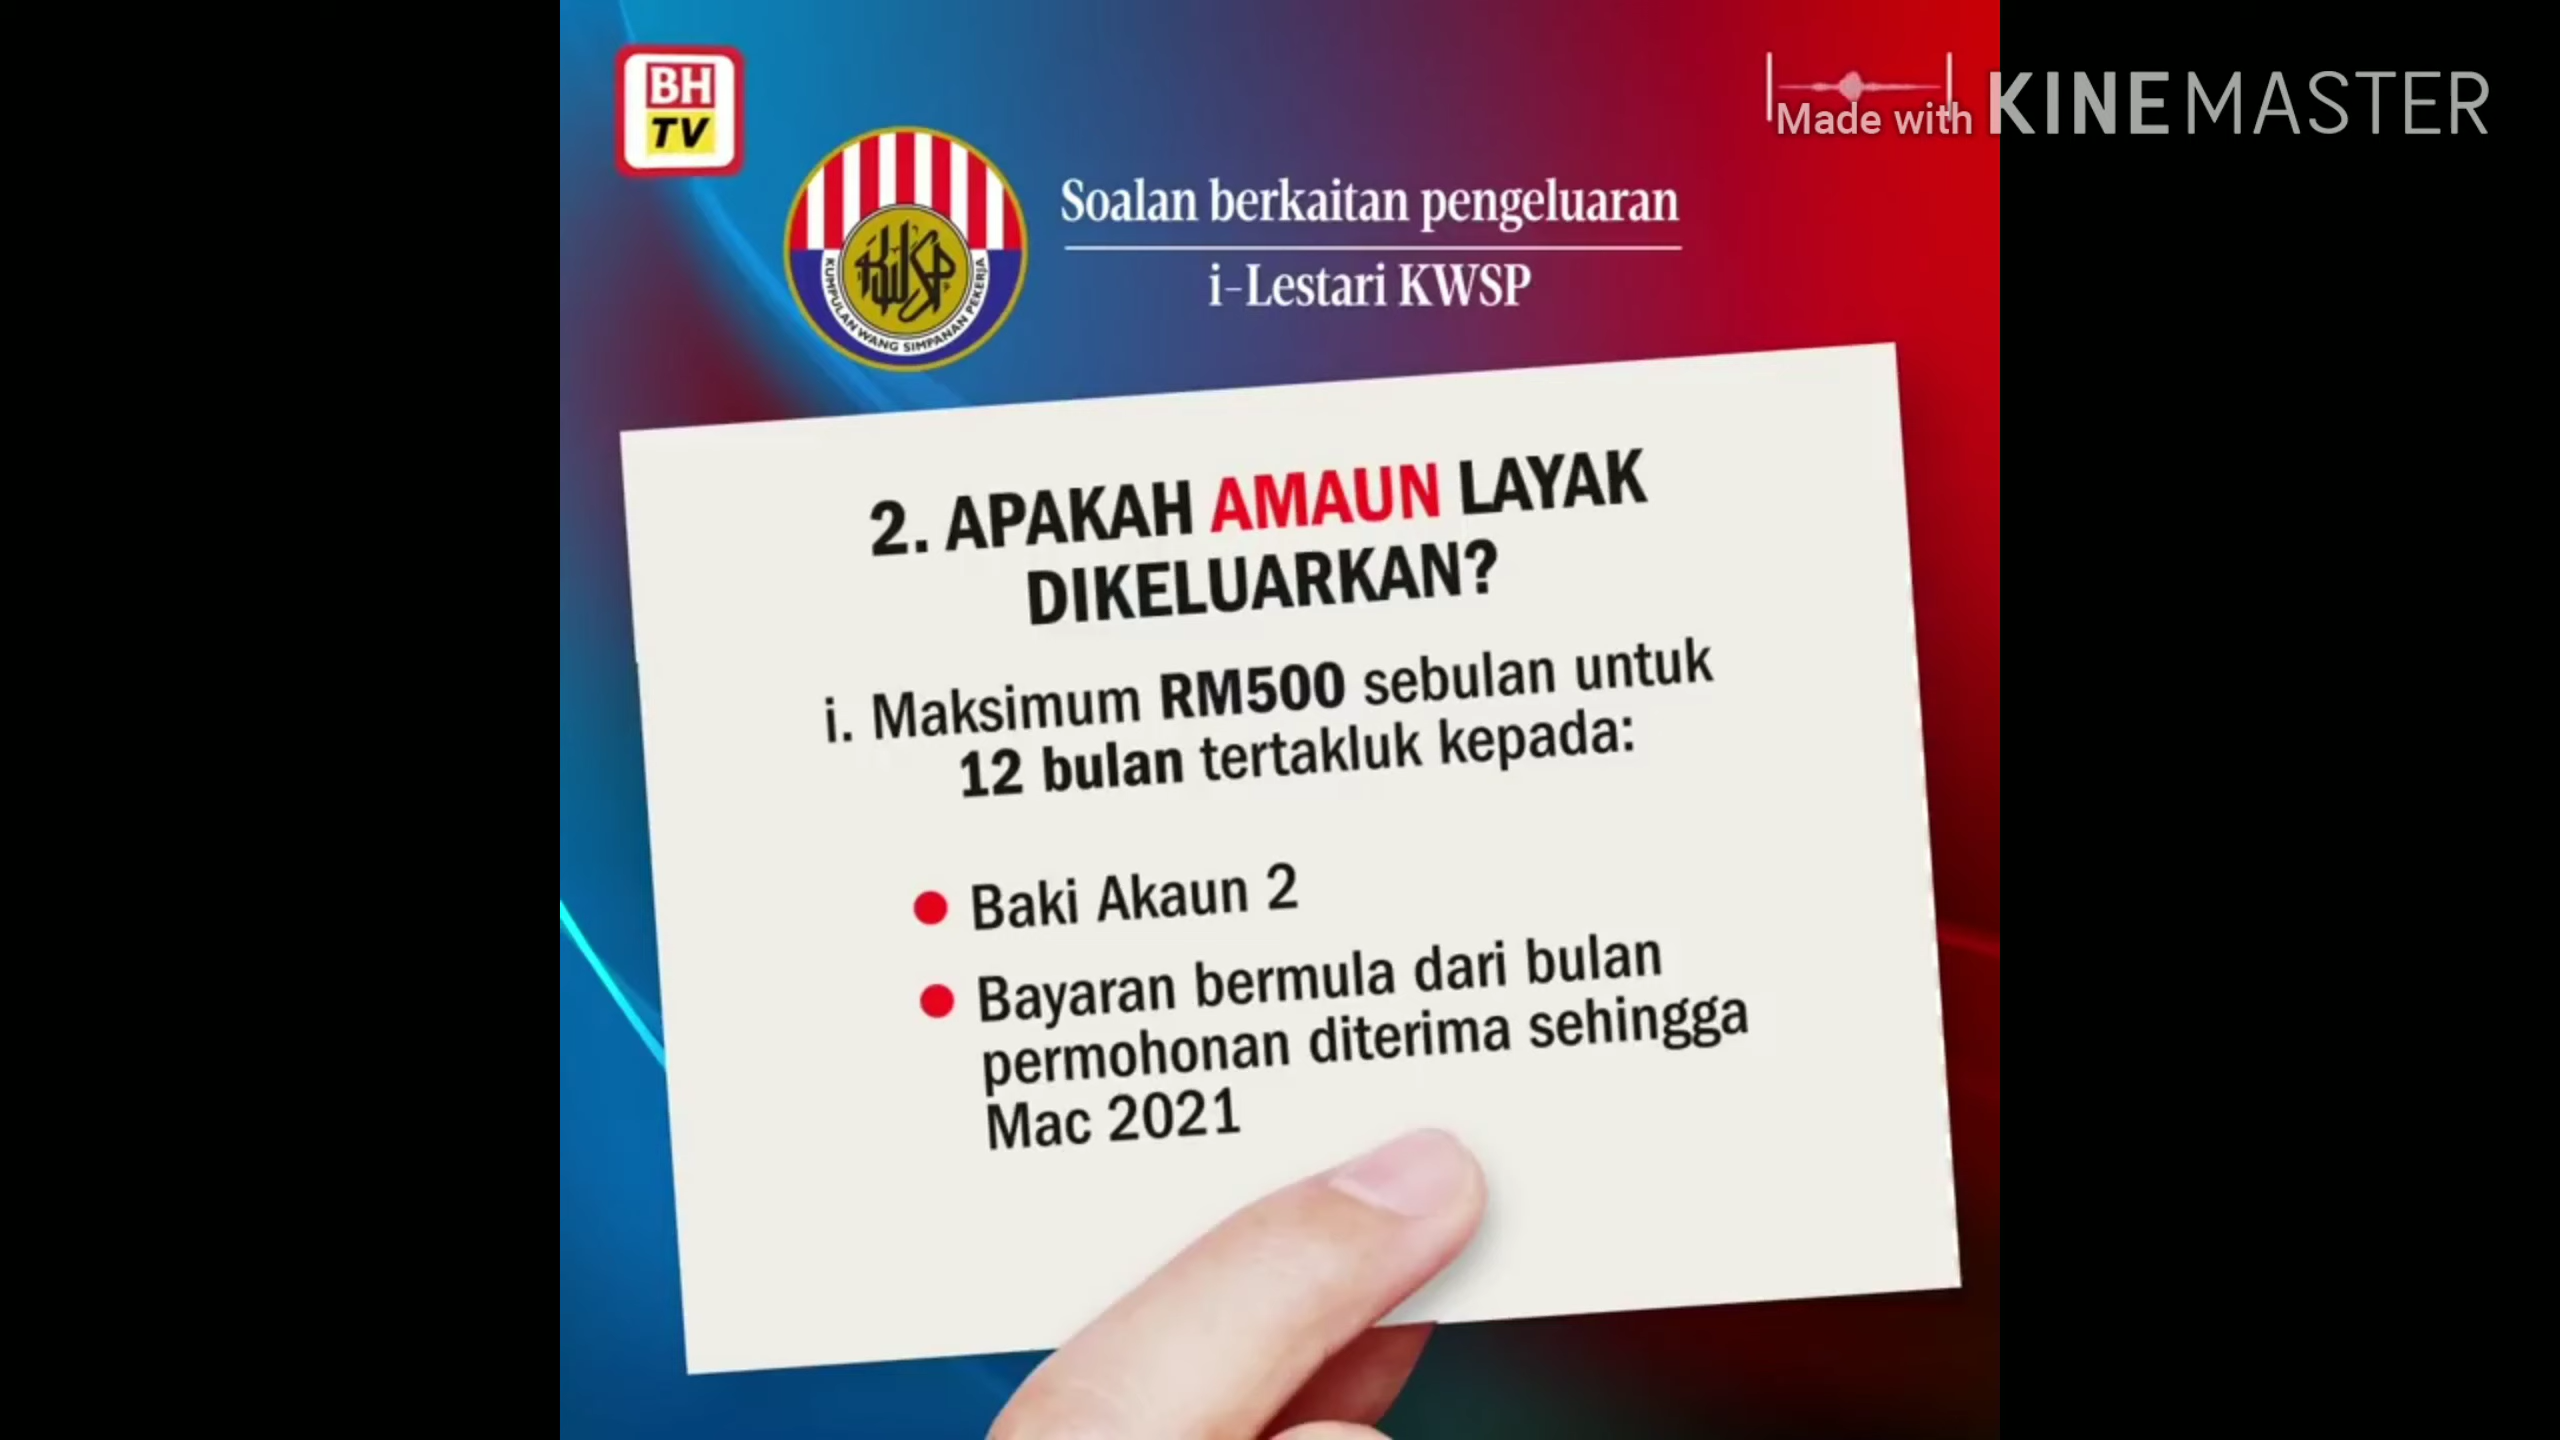 BH
TV
Made with KINEMASTER
Soalan berkaitan pengeluaran
i-Lestari KWSP
KWSP
KUMPULAN WANG SIMPANAN PEKERJA
2. APAKAH AMAUN LAYAK
DIKELUARKAN?
i. Maksimum RM500 sebulan untuk
12 bulan tertakluk kepada:
● Baki Akaun 2
● Bayaran bermula dari bulan
permohonan diterima sehingga
Mac 2021